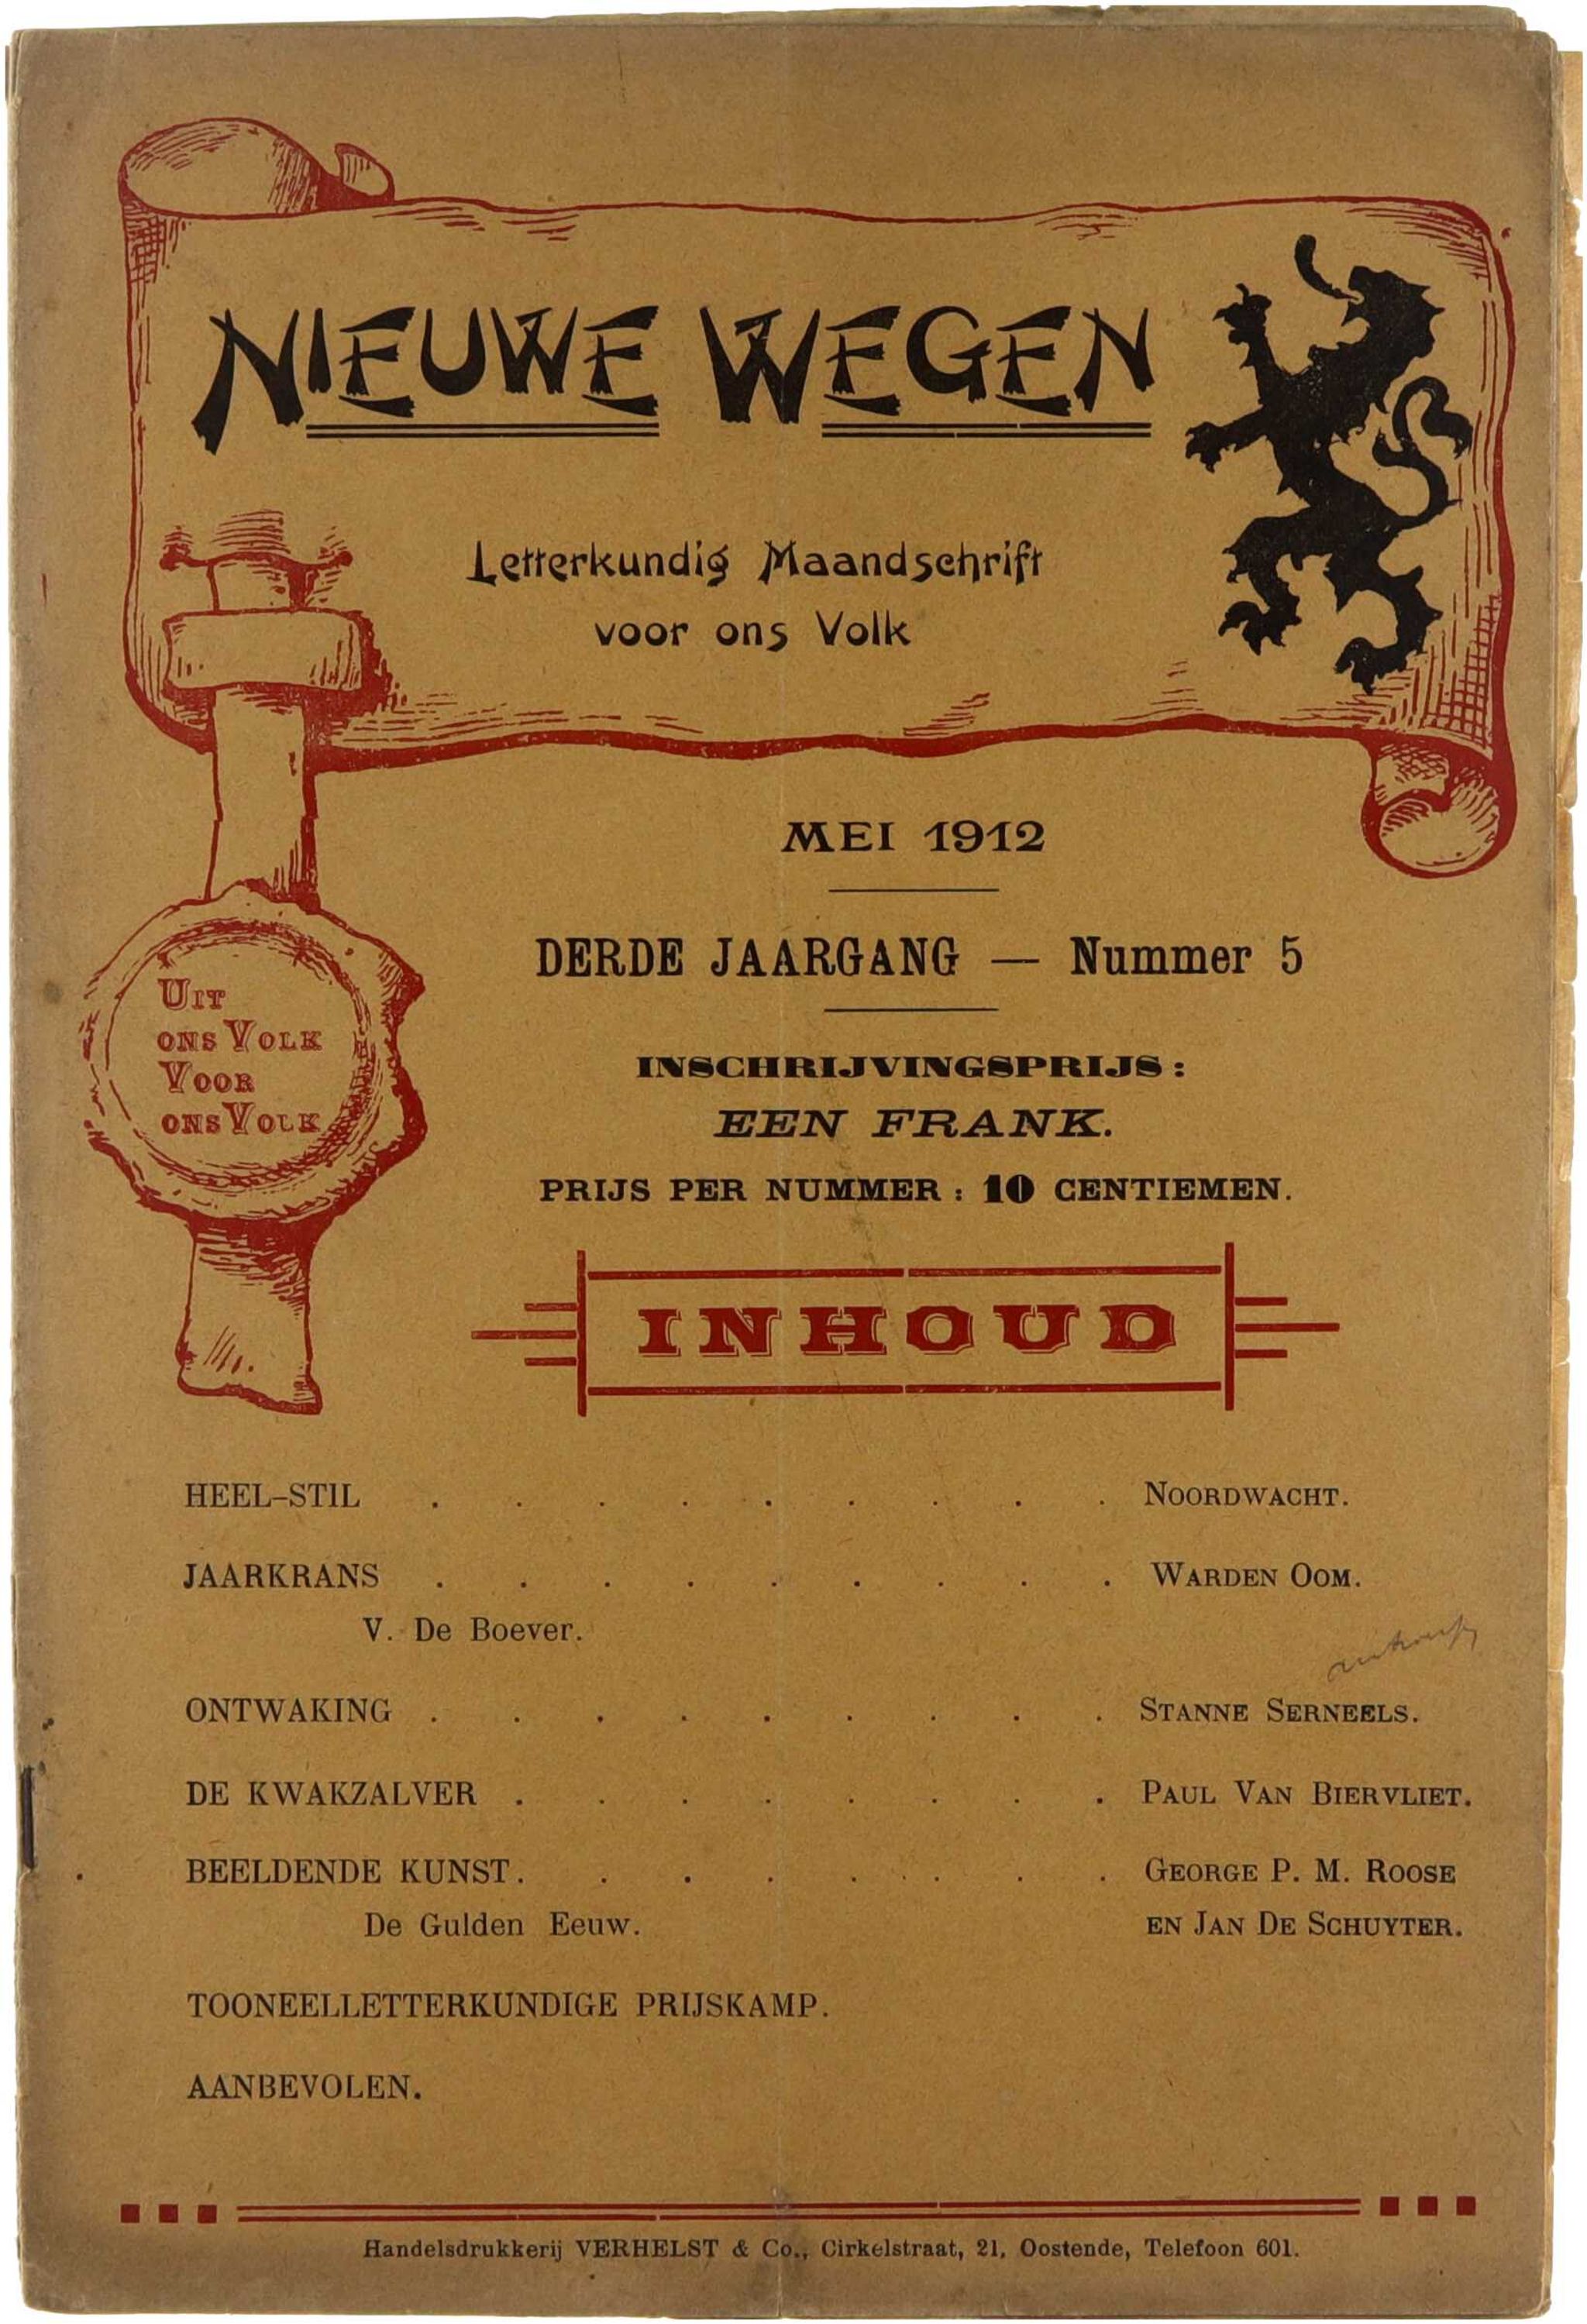 NIEUWE WEGEN
Letterkundig Maandschrift
voor ons Volk
MEI 1912
DERDE JAARGANG — Nummer 5
UIT
ONS VOLK
VOOR
ONS VOLK
INSCHRIJVINGSPRIJS :
EEN FRANK.
PRIJS PER NUMMER : 10 CENTIEMEN.
INHOUD
HEEL-STIL . . . . . . . . . NOORDWACHT.
JAARKRANS . . . . . . . . . WARDEN OOM.
V. De Boever.
ONTWAKING . . . . . . . . . STANNE SERNEELS.
DE KWAKZALVER . . . . . . . . PAUL VAN BIERVLIET.
BEELDENDE KUNST. . . . . . . . GEORGE P. M. ROOSE
De Gulden Eeuw. EN JAN DE SCHUYTER.
TOONEELLETTERKUNDIGE PRIJSKAMP.
AANBEVOLEN.
Handelsdrukkerij VERHELST & Co., Cirkelstraat, 21, Oostende, Telefoon 601.